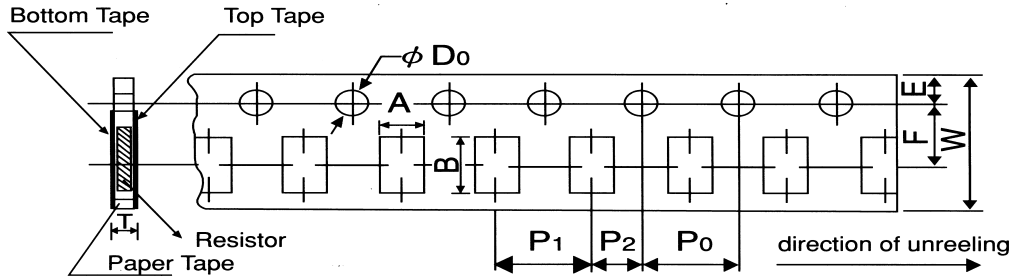 Bottom Tape
Top Tape
ϕ D0
A
E
B
F
W
T
Resistor
Paper Tape
P1
P2
P0
direction of unreeling